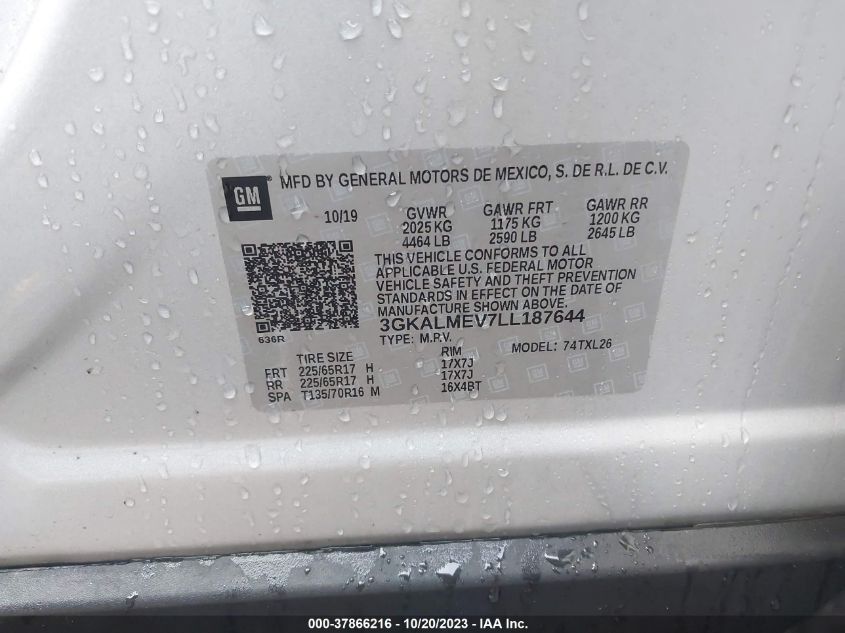 GM
MFD BY GENERAL MOTORS DE MEXICO, S. DE R.L. DE C.V.
10/19 GVWR GAWR FRT GAWR RR
2025 KG 1175 KG 1200 KG
4464 LB 2590 LB 2645 LB
THIS VEHICLE CONFORMS TO ALL
APPLICABLE U.S. FEDERAL MOTOR
VEHICLE SAFETY AND THEFT PREVENTION
STANDARDS IN EFFECT ON THE DATE OF
MANUFACTURE SHOWN ABOVE.
3GKALMEV7LL187644
636R
TYPE: M.P.V. MODEL: 74TXL26
TIRE SIZE RIM
FRT 225/65R17 H 17X7J
RR 225/65R17 H 17X7J
SPA T135/70R16 M 16X4BT
000-37866216 - 10/20/2023 - © IAA Inc.